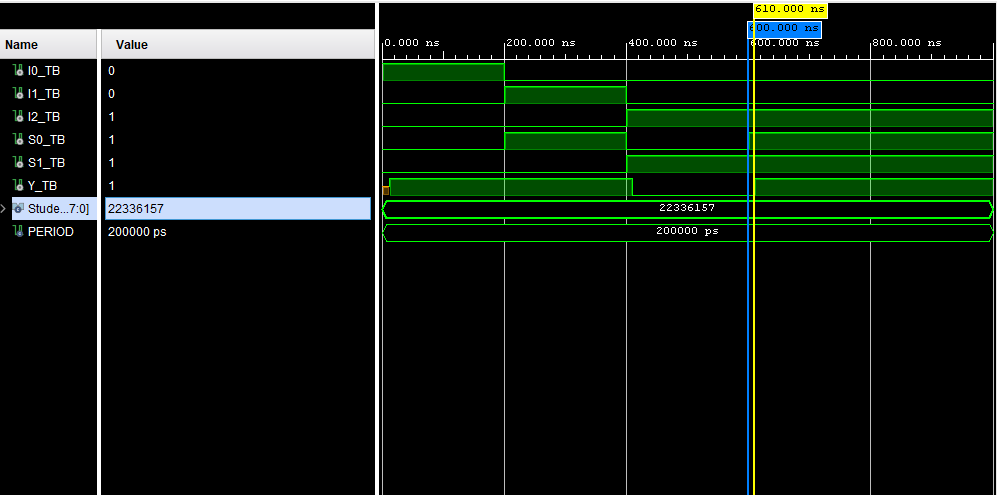 610.000 ns
600.000 ns
Name Value
0.000 ns 200.000 ns 400.000 ns 600.000 ns 800.000 ns
I0_TB 0
I1_TB 0
I2_TB 1
S0_TB 1
S1_TB 1
Y_TB 1
Stude...7:0] 22336157 22336157
PERIOD 200000 ps 200000 ps